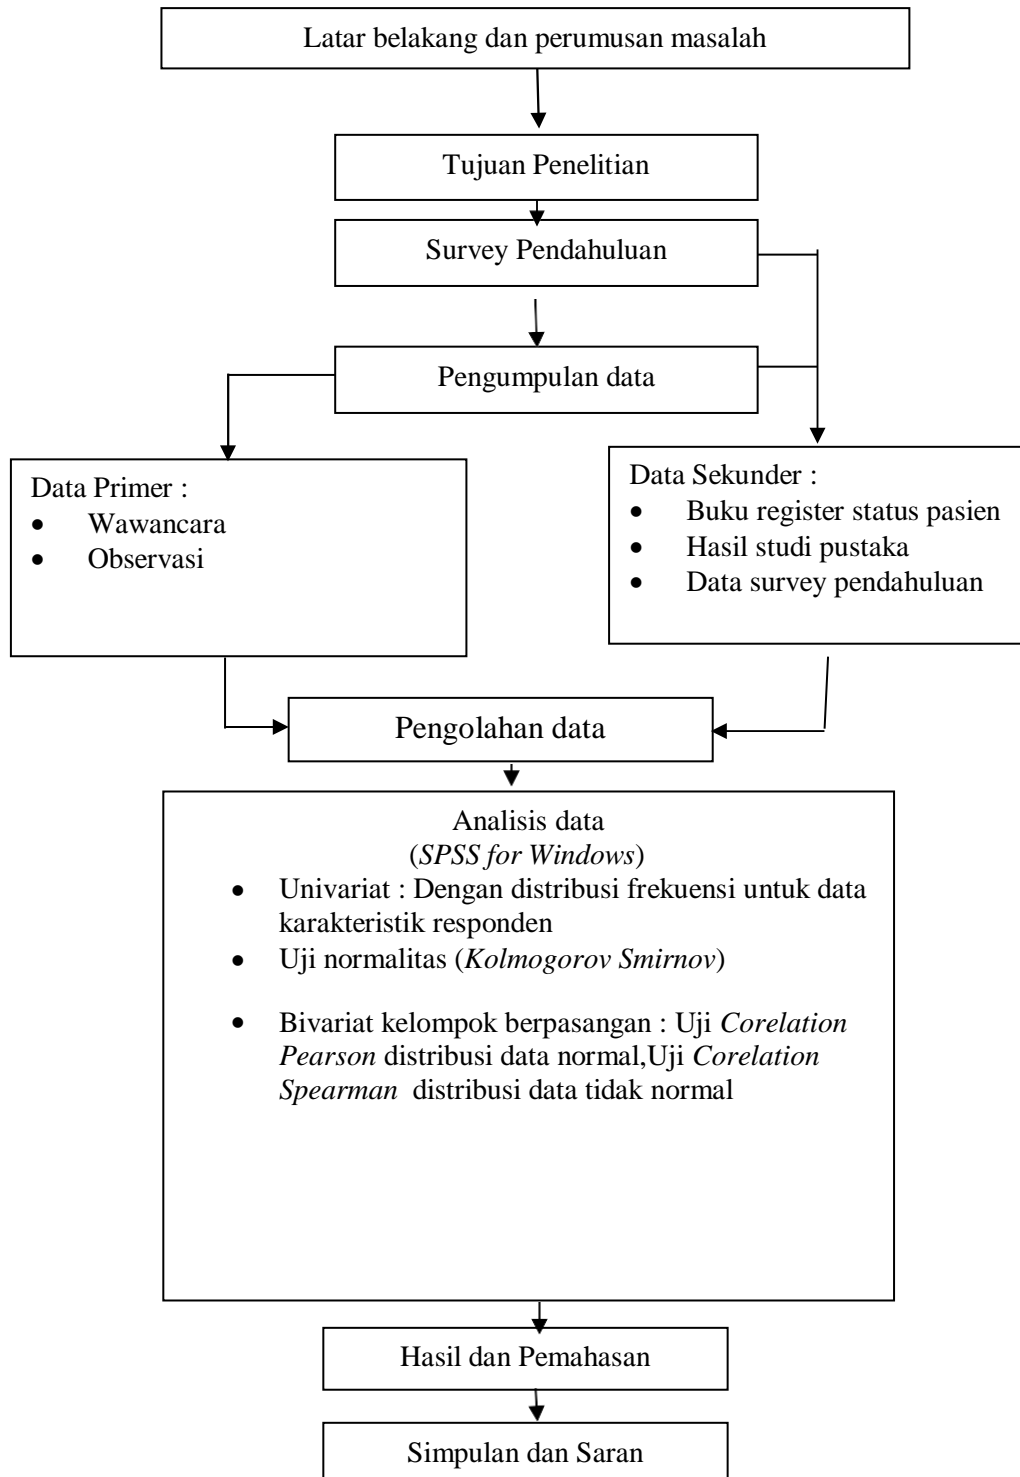 Latar belakang dan perumusan masalah
Tujuan Penelitian
Survey Pendahuluan
Pengumpulan data
Data Primer :
• Wawancara
• Observasi
Data Sekunder :
• Buku register status pasien
• Hasil studi pustaka
• Data survey pendahuluan
Pengolahan data
Analisis data
(SPSS for Windows)
• Univariat : Dengan distribusi frekuensi untuk data
karakteristik responden
• Uji normalitas (Kolmogorov Smirnov)
• Bivariat kelompok berpasangan : Uji Corelation
Pearson distribusi data normal,Uji Corelation
Spearman distribusi data tidak normal
Hasil dan Pemahasan
Simpulan dan Saran